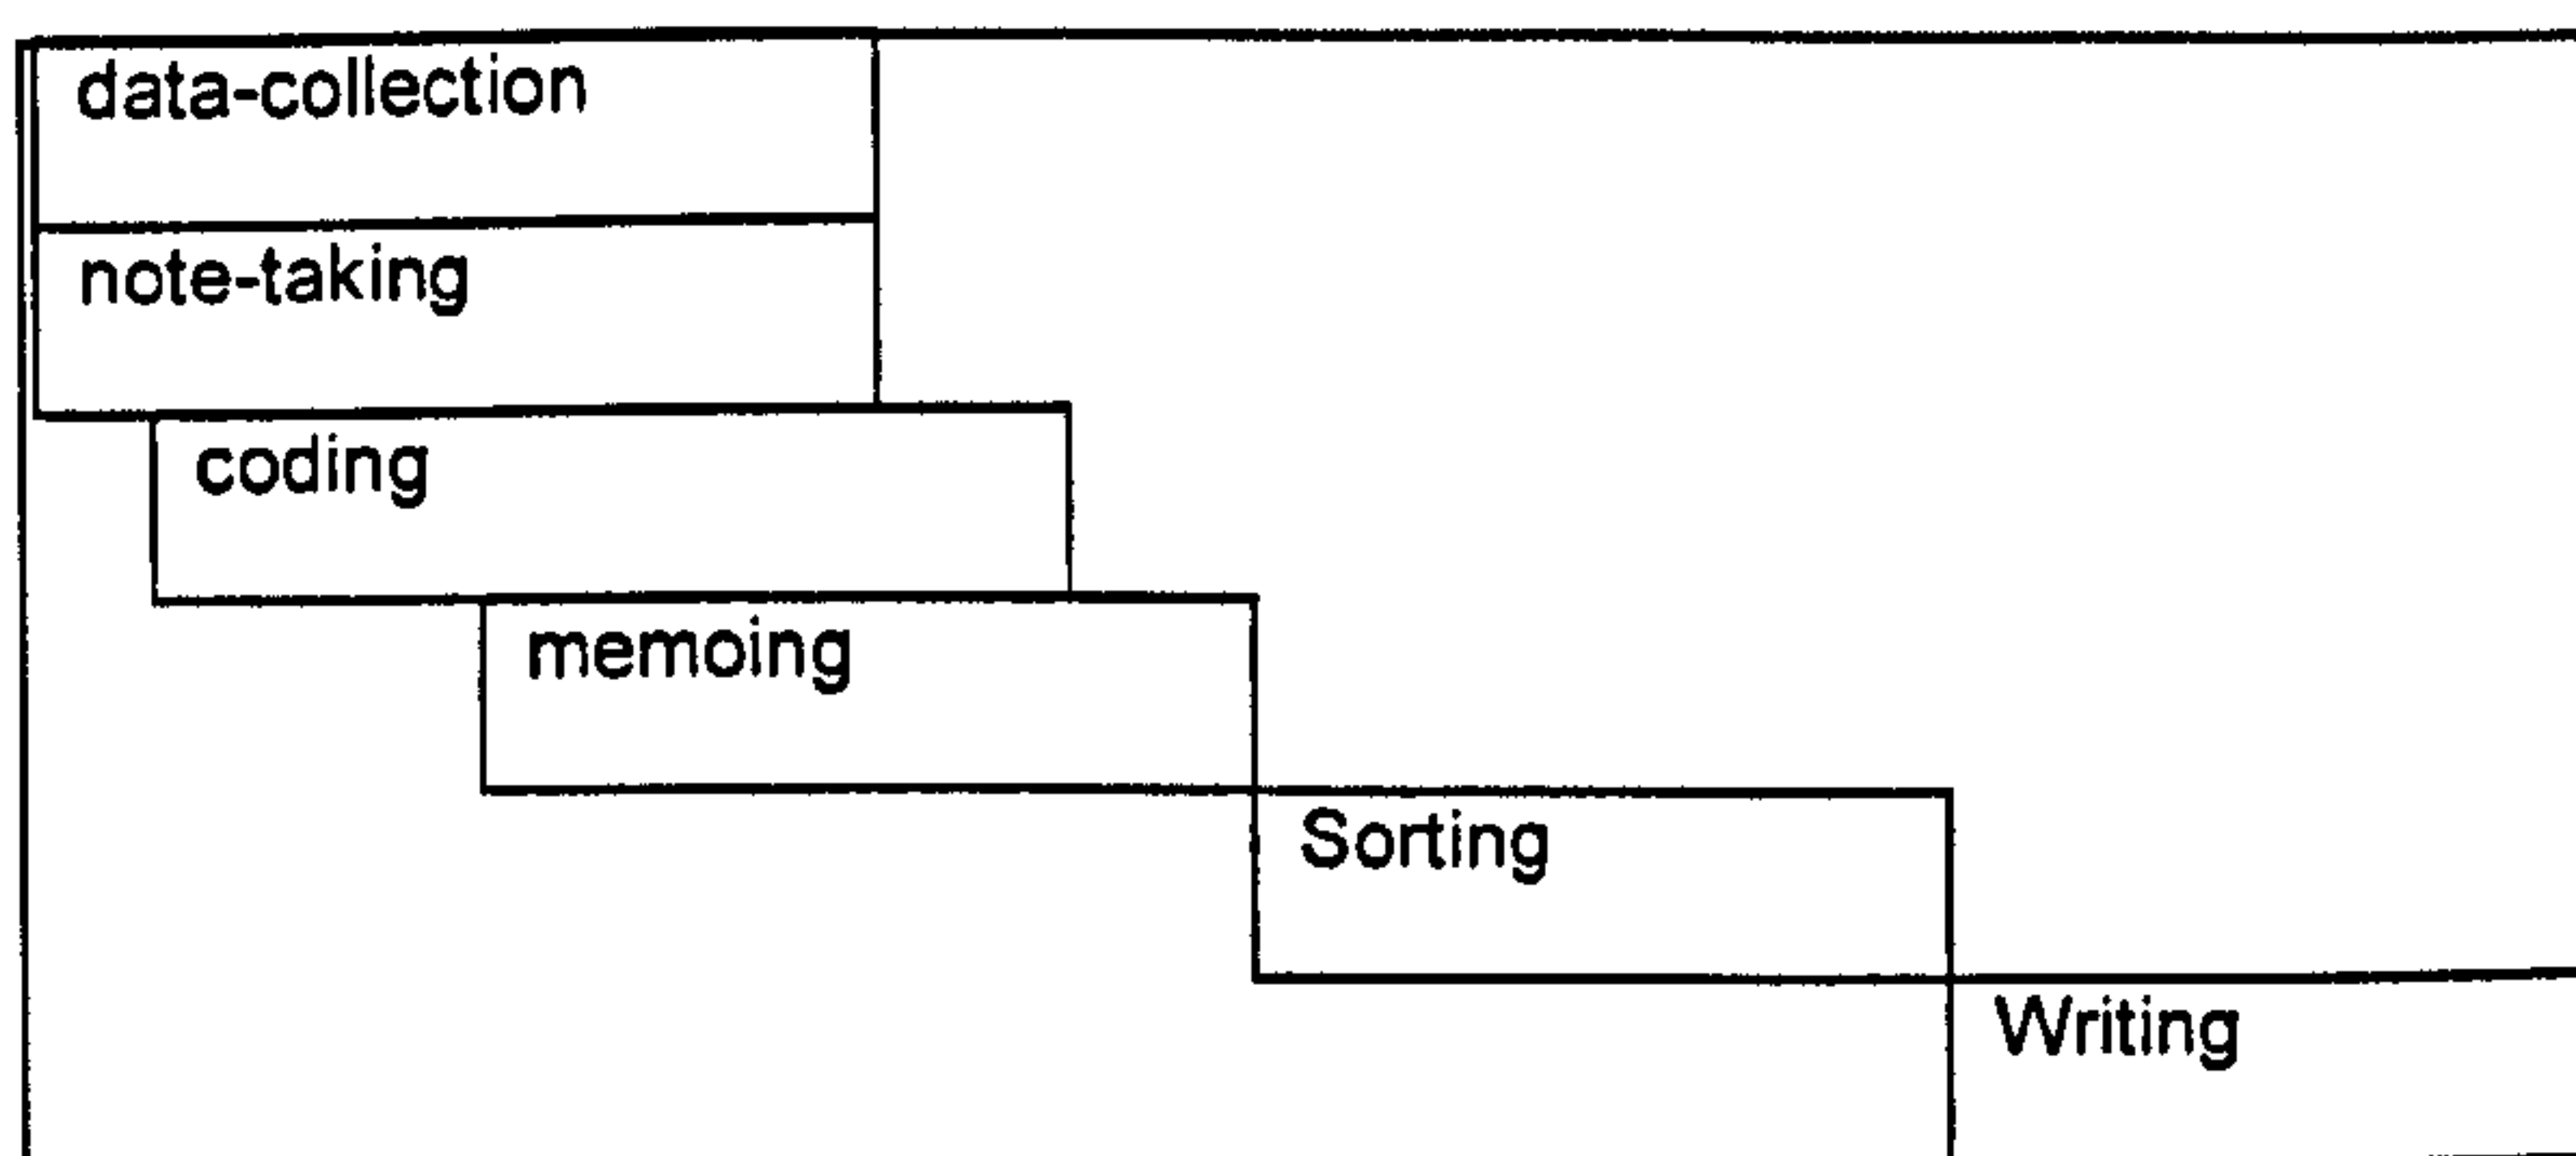 data-collection
note-taking
coding
memoing
Sorting
Writing